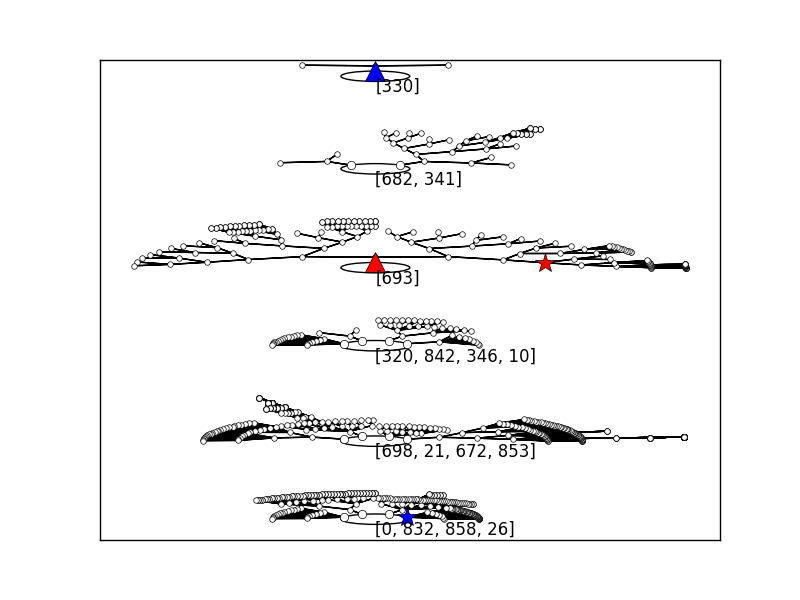 [330]
[682, 341]
[693]
[320, 842, 346, 10]
[698, 21, 672, 853]
[0, 832, 858, 26]